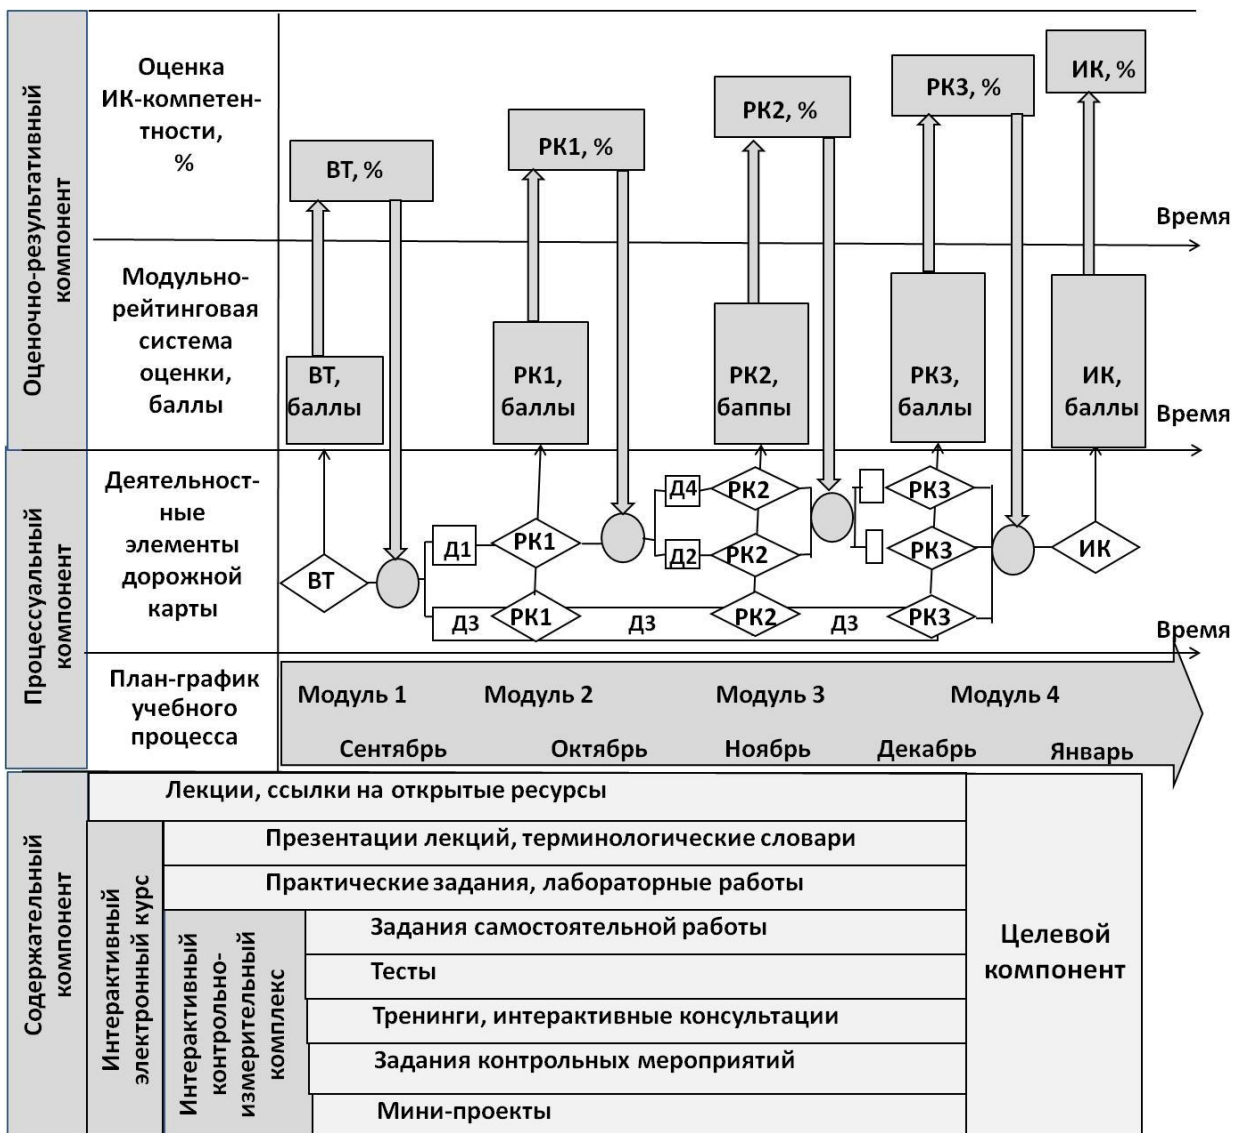 Оценочно-результативный
компонент
Оценка
ИК-компетен-
тности,
%
ВТ, %
РК1, %
РК2, %
РК3, %
ИК, %
Время
Модульно-
рейтинговая
система
оценки,
баллы
ВТ,
баллы
РК1,
баллы
РК2,
баппы
РК3,
баллы
ИК,
баллы
Время
Процессуальный
компонент
Деятельност-
ные
элементы
дорожной
карты
ВТ
Д1
РК1
РК1
Д3
Д4
Д2
РК2
РК2
РК2
Д3
РК3
РК3
РК3
Д3
ИК
Время
План-график
учебного
процесса
Модуль 1 Модуль 2 Модуль 3 Модуль 4
Сентябрь Октябрь Ноябрь Декабрь Январь
Содержательный
компонент
Лекции, ссылки на открытые ресурсы
Интерактивный
электронный курс
Презентации лекций, терминологические словари
Практические задания, лабораторные работы
Интерактивный
контрольно-
измерительный
комплекс
Задания самостоятельной работы
Тесты
Тренинги, интерактивные консультации
Задания контрольных мероприятий
Мини-проекты
Целевой
компонент